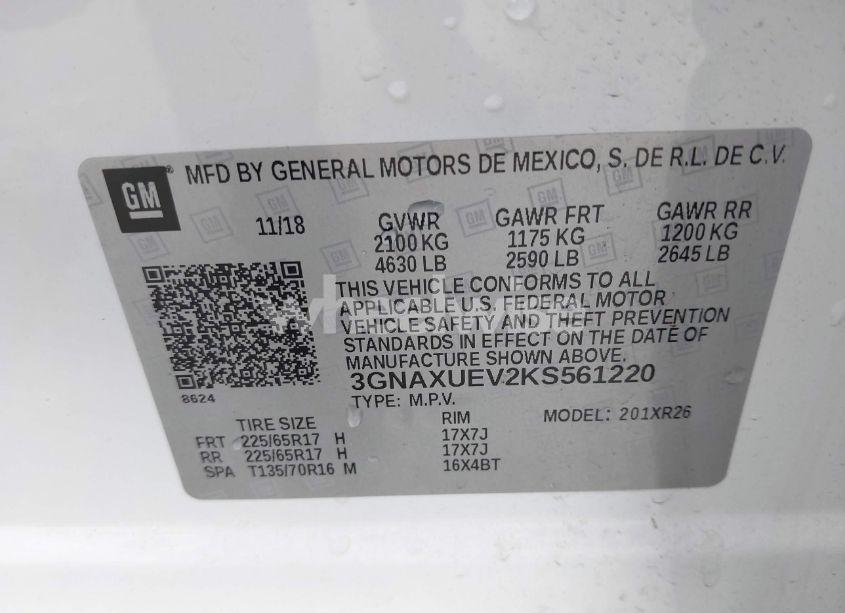 GM
MFD BY GENERAL MOTORS DE MEXICO, S. DE R.L. DE C.V.
11/18 GVWR GAWR FRT GAWR RR
2100 KG 1175 KG 1200 KG
4630 LB 2590 LB 2645 LB
THIS VEHICLE CONFORMS TO ALL
APPLICABLE U.S. FEDERAL MOTOR
VEHICLE SAFETY AND THEFT PREVENTION
STANDARDS IN EFFECT ON THE DATE OF
MANUFACTURE SHOWN ABOVE.
3GNAXUEV2KS561220
8624
TYPE: M.P.V. MODEL: 201XR26
TIRE SIZE RIM
FRT 225/65R17 H 17X7J
RR 225/65R17 H 17X7J
SPA T135/70R16 M 16X4BT